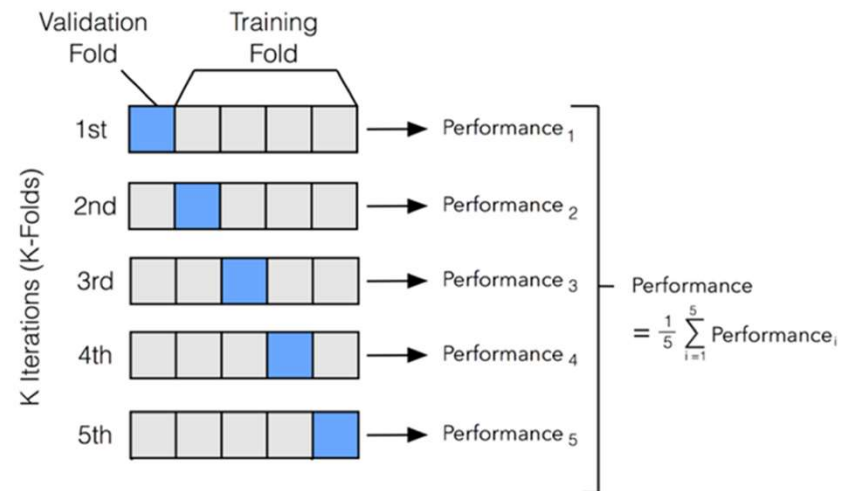 Validation
Fold
Training
Fold
K Iterations (K-Folds)
1st
Performance 1
2nd
Performance 2
3rd
Performance 3
4th
Performance 4
5th
Performance 5
Performance
= 1/5 5 ∑ i=1 Performance i